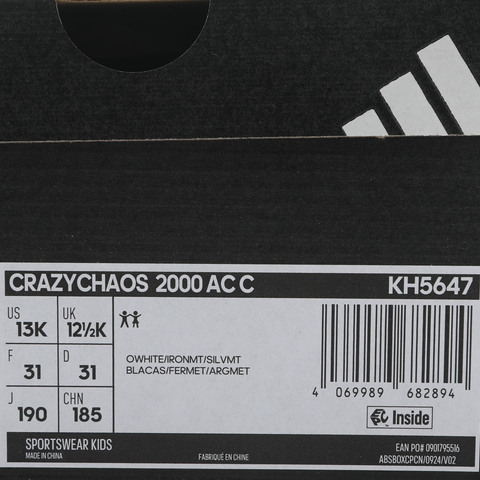 CRAZYCHAOS 2000 AC C KH5647
US 13K UK 12½K
F 31 D 31
J 190 CHN 185
OWHITE/IRONMT/SILVMT
BLACAS/FERMET/ARGMET
4 069989 682894
Inside
SPORTSWEAR KIDS
MADE IN CHINA
FABRIQUÉ EN CHINE
EAN PO# 0901795516
ABSBOXCPCN/0924/V02